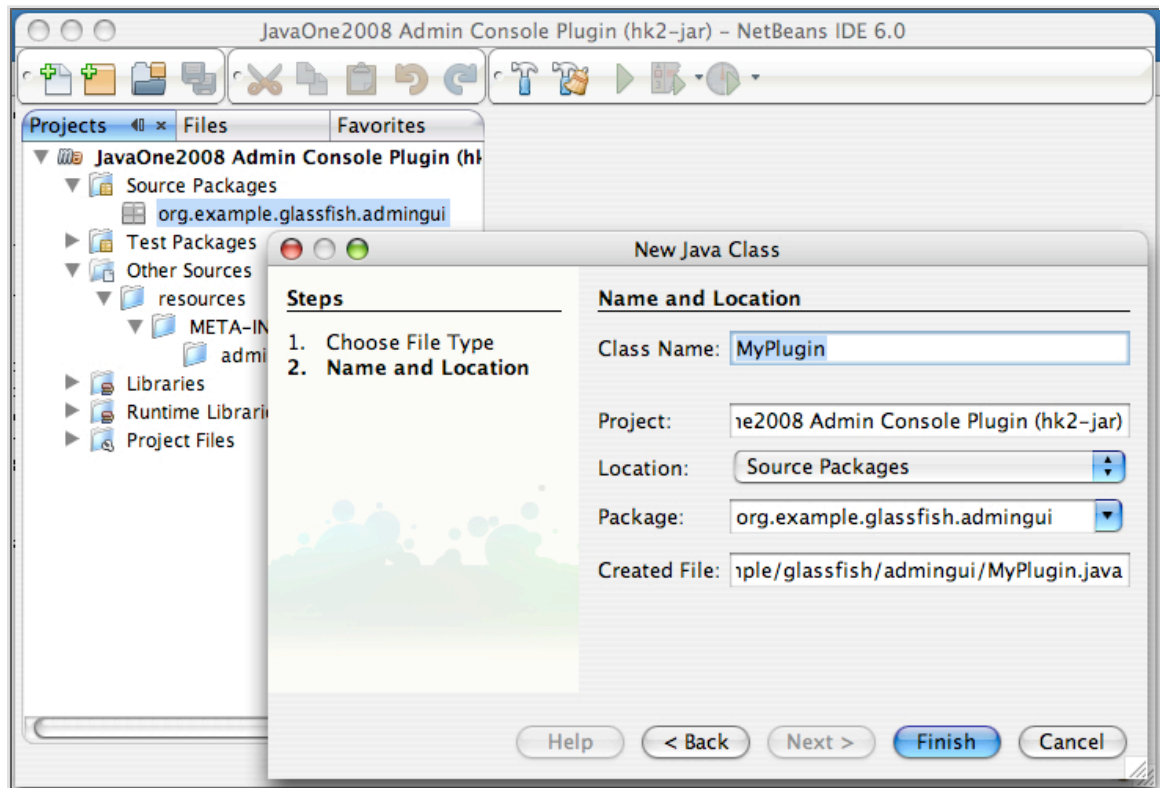 JavaOne2008 Admin Console Plugin (hk2-jar) – NetBeans IDE 6.0
Projects Files Favorites
JavaOne2008 Admin Console Plugin (hk
Source Packages
org.example.glassfish.admingui
Test Packages
Other Sources
resources
META-IN
admi
Libraries
Runtime Librari
Project Files
New Java Class
Steps
1. Choose File Type
2. Name and Location
Name and Location
Class Name: MyPlugin
Project: ne2008 Admin Console Plugin (hk2-jar)
Location: Source Packages
Package: org.example.glassfish.admingui
Created File: nple/glassfish/admingui/MyPlugin.java
Help < Back Next > Finish Cancel